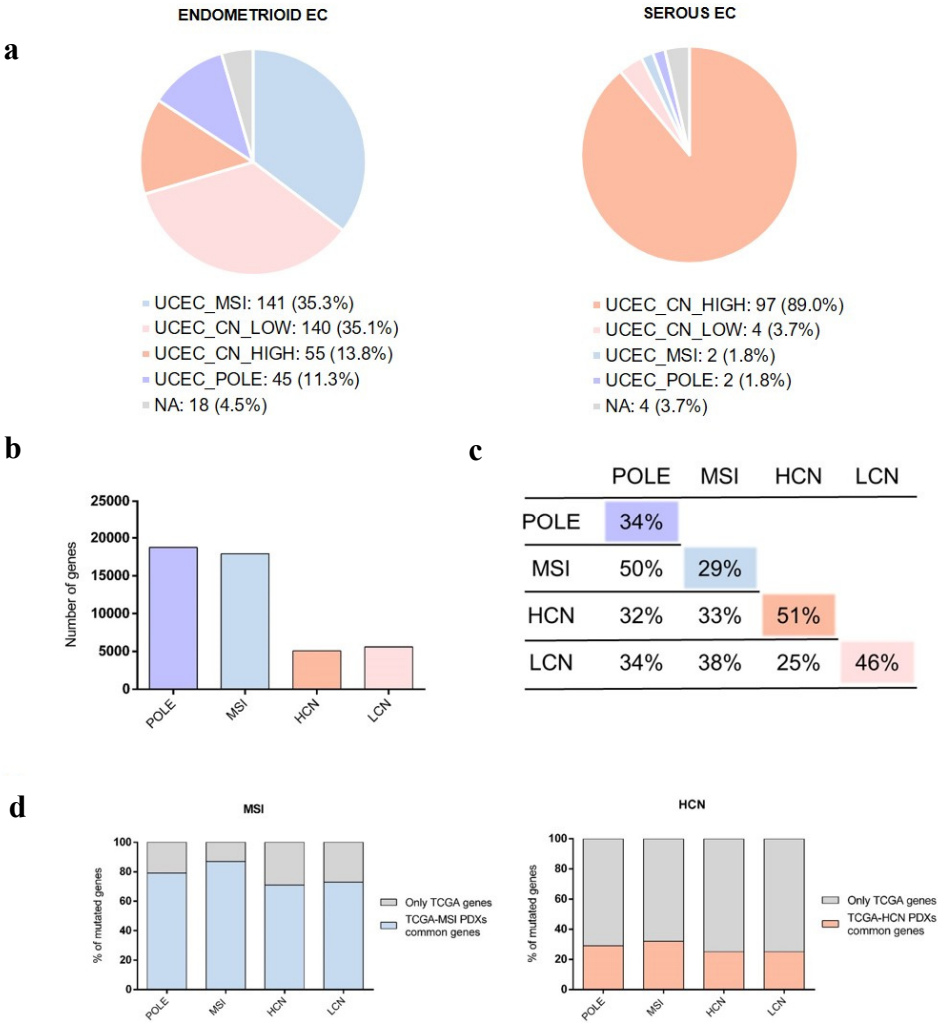 ENDOMETRIOID EC
SEROUS EC
a
UCEC_MSI: 141 (35.3%)
UCEC_CN_LOW: 140 (35.1%)
UCEC_CN_HIGH: 55 (13.8%)
UCEC_POLE: 45 (11.3%)
NA: 18 (4.5%)
UCEC_CN_HIGH: 97 (89.0%)
UCEC_CN_LOW: 4 (3.7%)
UCEC_MSI: 2 (1.8%)
UCEC_POLE: 2 (1.8%)
NA: 4 (3.7%)
b
Number of genes
25000
20000
15000
10000
5000
0
POLE
MSI
HCN
LCN
c
POLE MSI HCN LCN
POLE 34%
MSI 50% 29%
HCN 32% 33% 51%
LCN 34% 38% 25% 46%
d
MSI
% of mutated genes
100
80
60
40
20
0
POLE
MSI
HCN
LCN
Only TCGA genes
TCGA-MSI PDXs
common genes
HCN
% of mutated genes
100
80
60
40
20
0
POLE
MSI
HCN
LCN
Only TCGA genes
TCGA-HCN PDXs
common genes